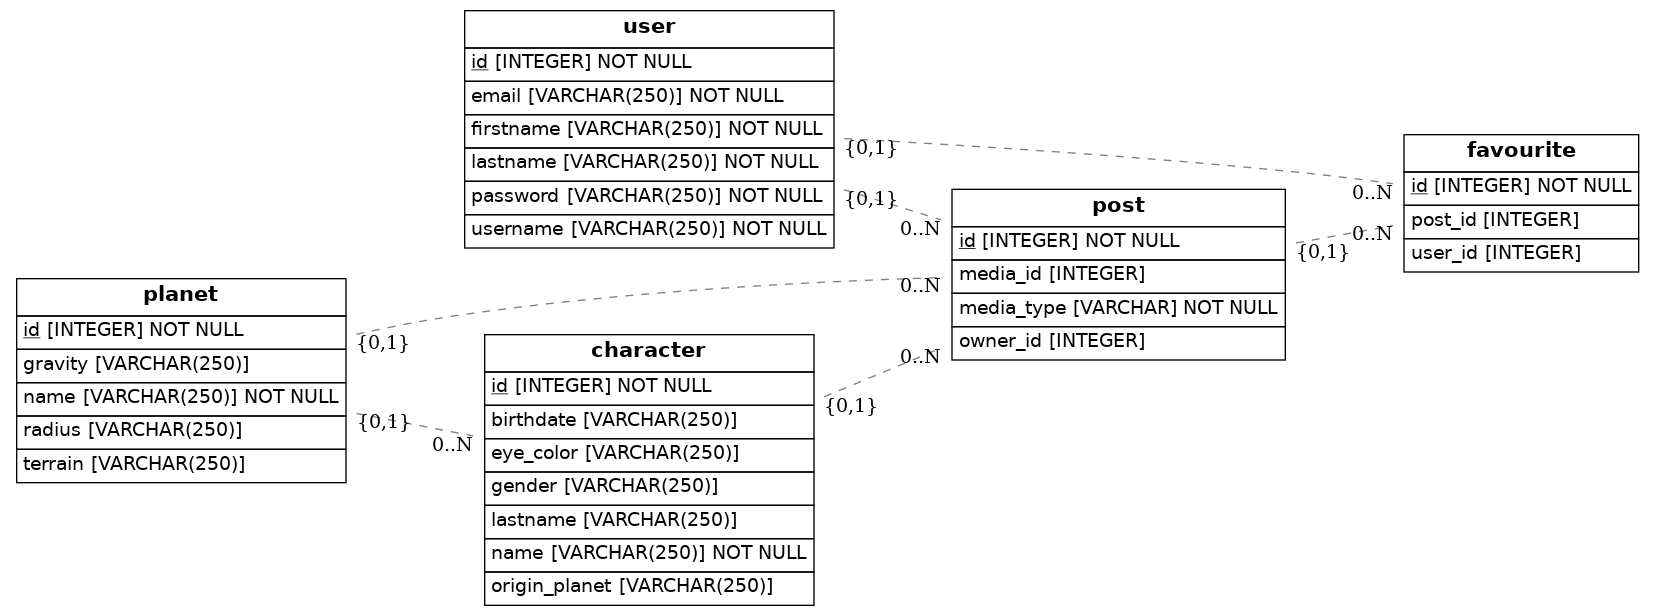 user
id [INTEGER] NOT NULL
email [VARCHAR(250)] NOT NULL
firstname [VARCHAR(250)] NOT NULL
lastname [VARCHAR(250)] NOT NULL
password [VARCHAR(250)] NOT NULL
username [VARCHAR(250)] NOT NULL
{0,1}
0..N
{0,1}
0..N
favourite
id [INTEGER] NOT NULL
post_id [INTEGER]
user_id [INTEGER]
post
id [INTEGER] NOT NULL
media_id [INTEGER]
media_type [VARCHAR] NOT NULL
owner_id [INTEGER]
{0,1}
0..N
planet
id [INTEGER] NOT NULL
gravity [VARCHAR(250)]
name [VARCHAR(250)] NOT NULL
radius [VARCHAR(250)]
terrain [VARCHAR(250)]
{0,1}
0..N
{0,1}
0..N
character
id [INTEGER] NOT NULL
birthdate [VARCHAR(250)]
eye_color [VARCHAR(250)]
gender [VARCHAR(250)]
lastname [VARCHAR(250)]
name [VARCHAR(250)] NOT NULL
origin_planet [VARCHAR(250)]
{0,1}
0..N